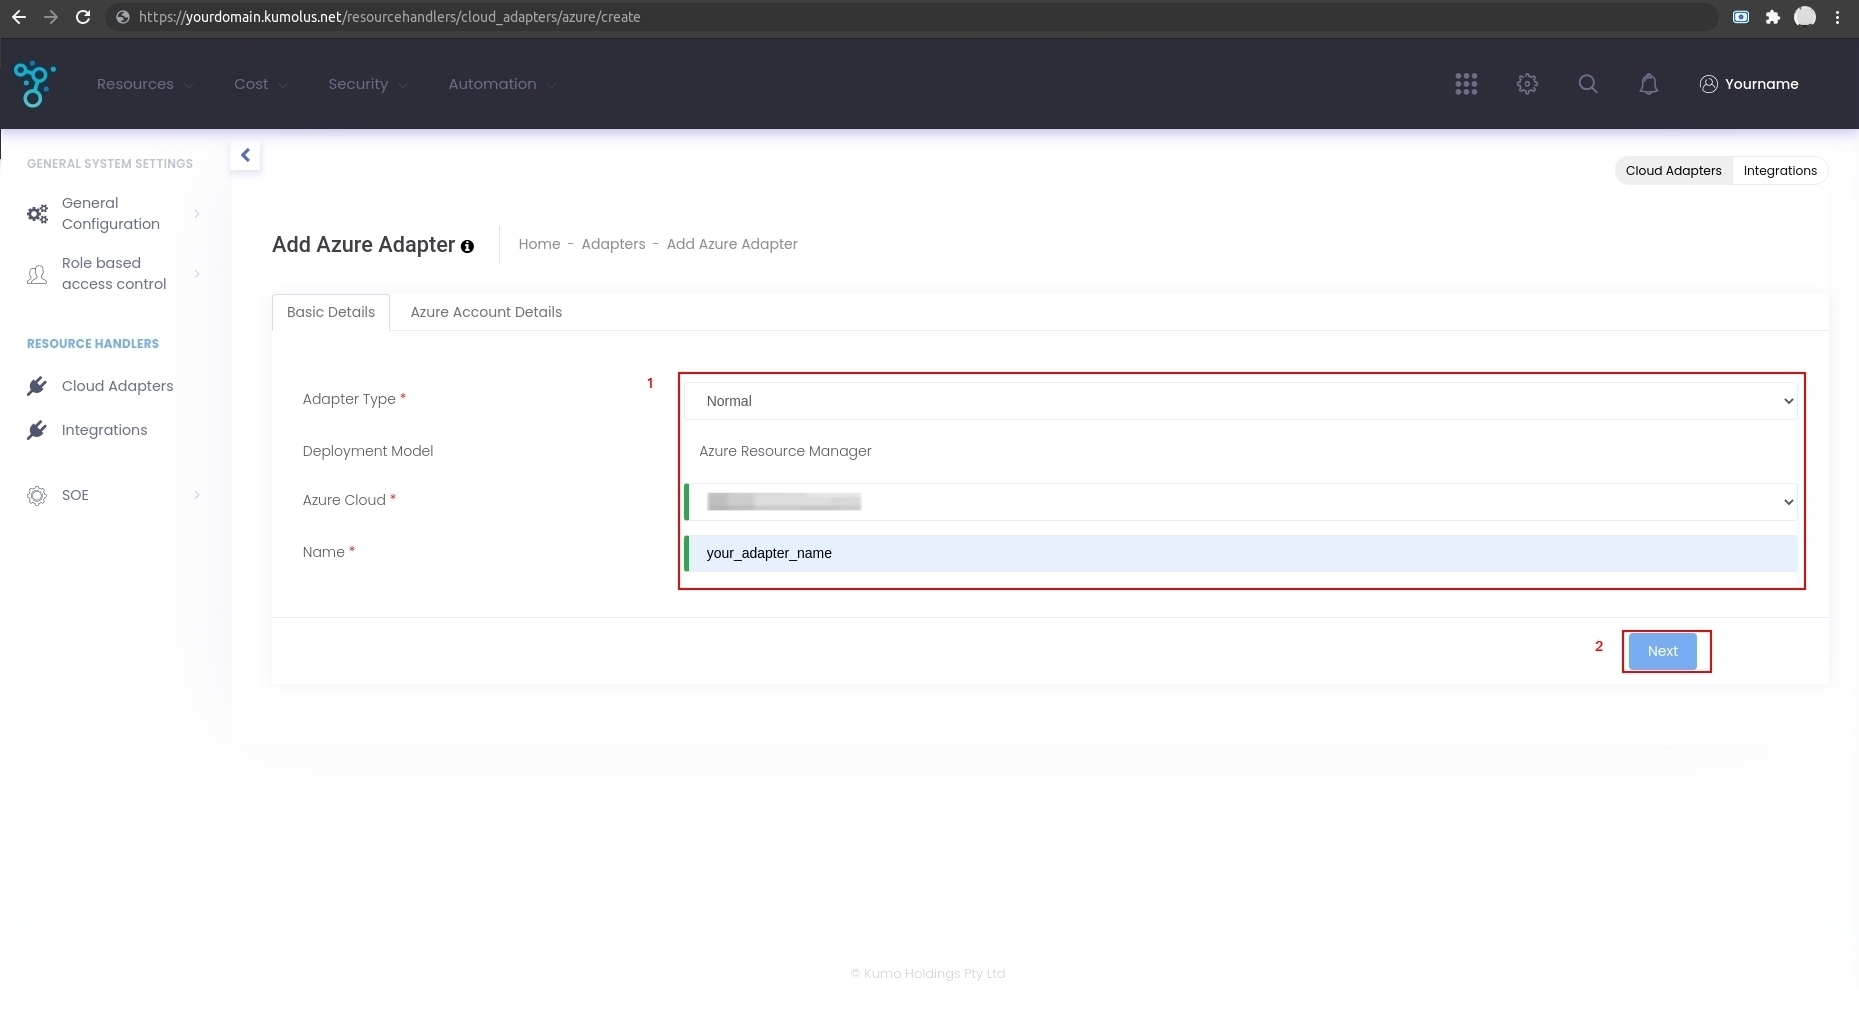 https://yourdomain.kumolus.net/resourcehandlers/cloud_adapters/azure/create
Resources Cost Security Automation Yourname
GENERAL SYSTEM SETTINGS
General
Configuration
Role based
access control
RESOURCE HANDLERS
Cloud Adapters
Integrations
SOE
Cloud Adapters Integrations
Add Azure Adapter Home - Adapters - Add Azure Adapter
Basic Details Azure Account Details
1
Adapter Type * Normal
Deployment Model Azure Resource Manager
Azure Cloud *
Name * your_adapter_name
2 Next
© Kumo Holdings Pty Ltd